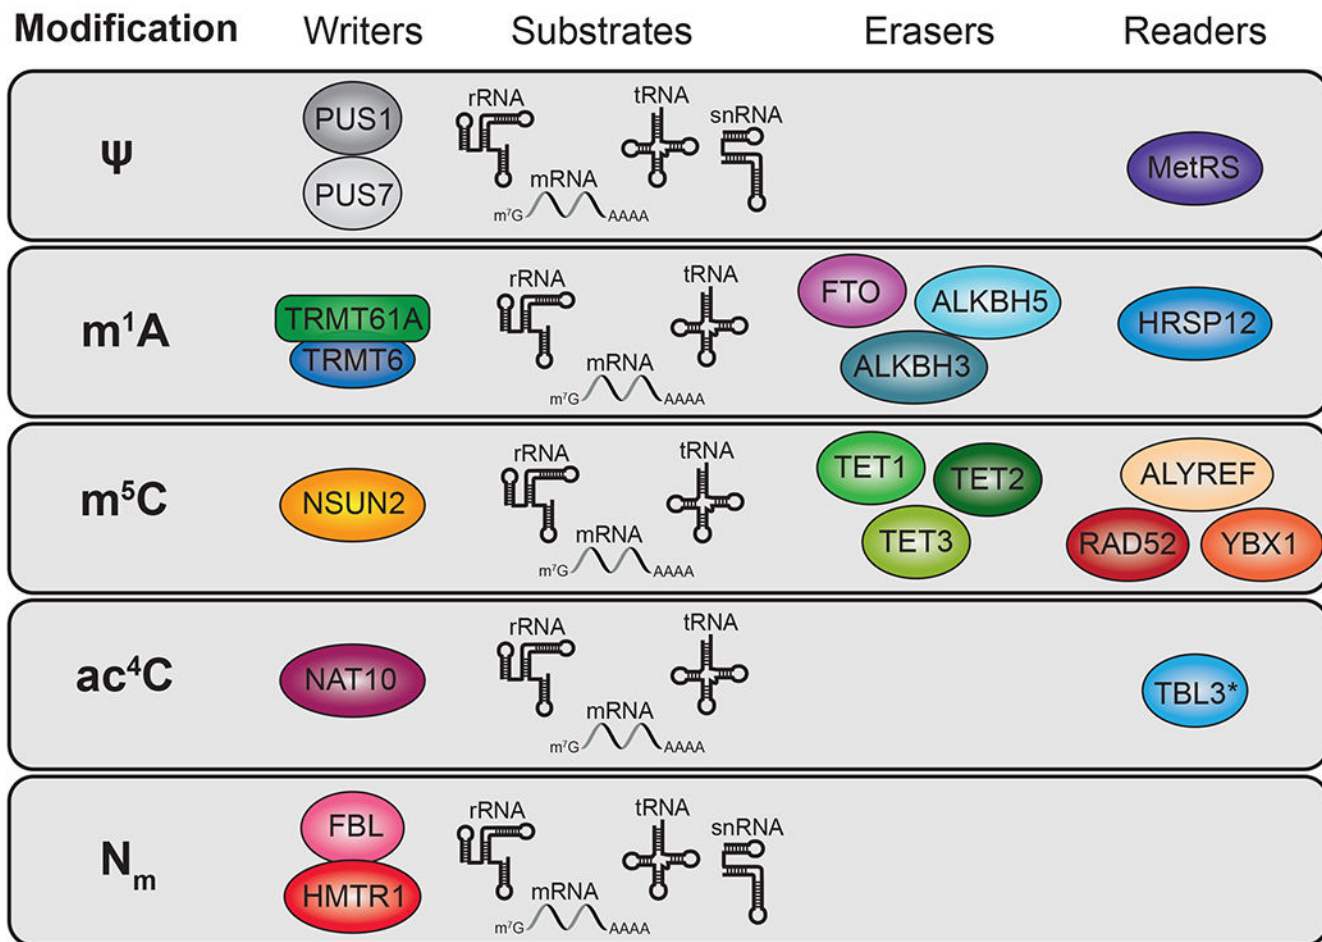 Modification Writers Substrates Erasers Readers
Ψ
PUS1
PUS7
rRNA
tRNA
snRNA
mRNA
m⁷G AAAA
MetRS
m¹A
TRMT61A
TRMT6
rRNA
tRNA
mRNA
m⁷G AAAA
FTO
ALKBH5
ALKBH3
HRSP12
m⁵C
NSUN2
rRNA
tRNA
mRNA
m⁷G AAAA
TET1
TET2
TET3
ALYREF
RAD52
YBX1
ac⁴C
NAT10
rRNA
tRNA
mRNA
m⁷G AAAA
TBL3*
Nₘ
FBL
HMTR1
rRNA
tRNA
snRNA
mRNA
m⁷G AAAA